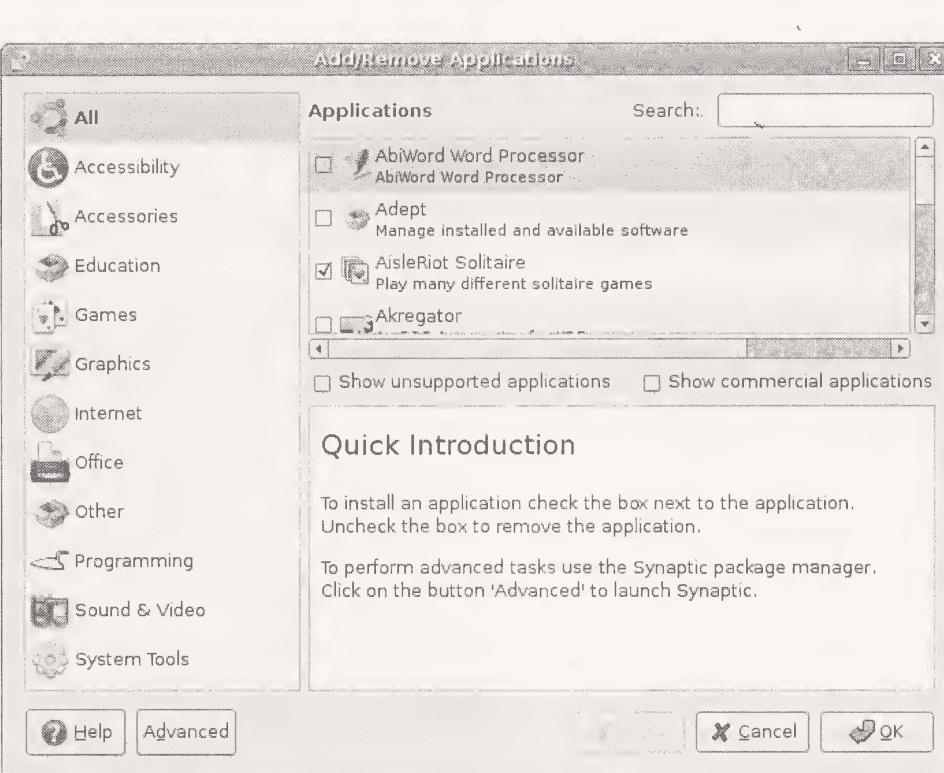 Add/Remove Applications
All
Accessibility
Accessories
Education
Games
Graphics
Internet
Office
Other
Programming
Sound & Video
System Tools
Applications
Search:
AbiWord Word Processor
AbiWord Word Processor
Adept
Manage installed and available software
AisleRiot Solitaire
Play many different solitaire games
Akregator
Show unsupported applications
Show commercial applications
Quick Introduction
To install an application check the box next to the application.
Uncheck the box to remove the application.
To perform advanced tasks use the Synaptic package manager.
Click on the button 'Advanced' to launch Synaptic.
Help
Advanced
Cancel
OK